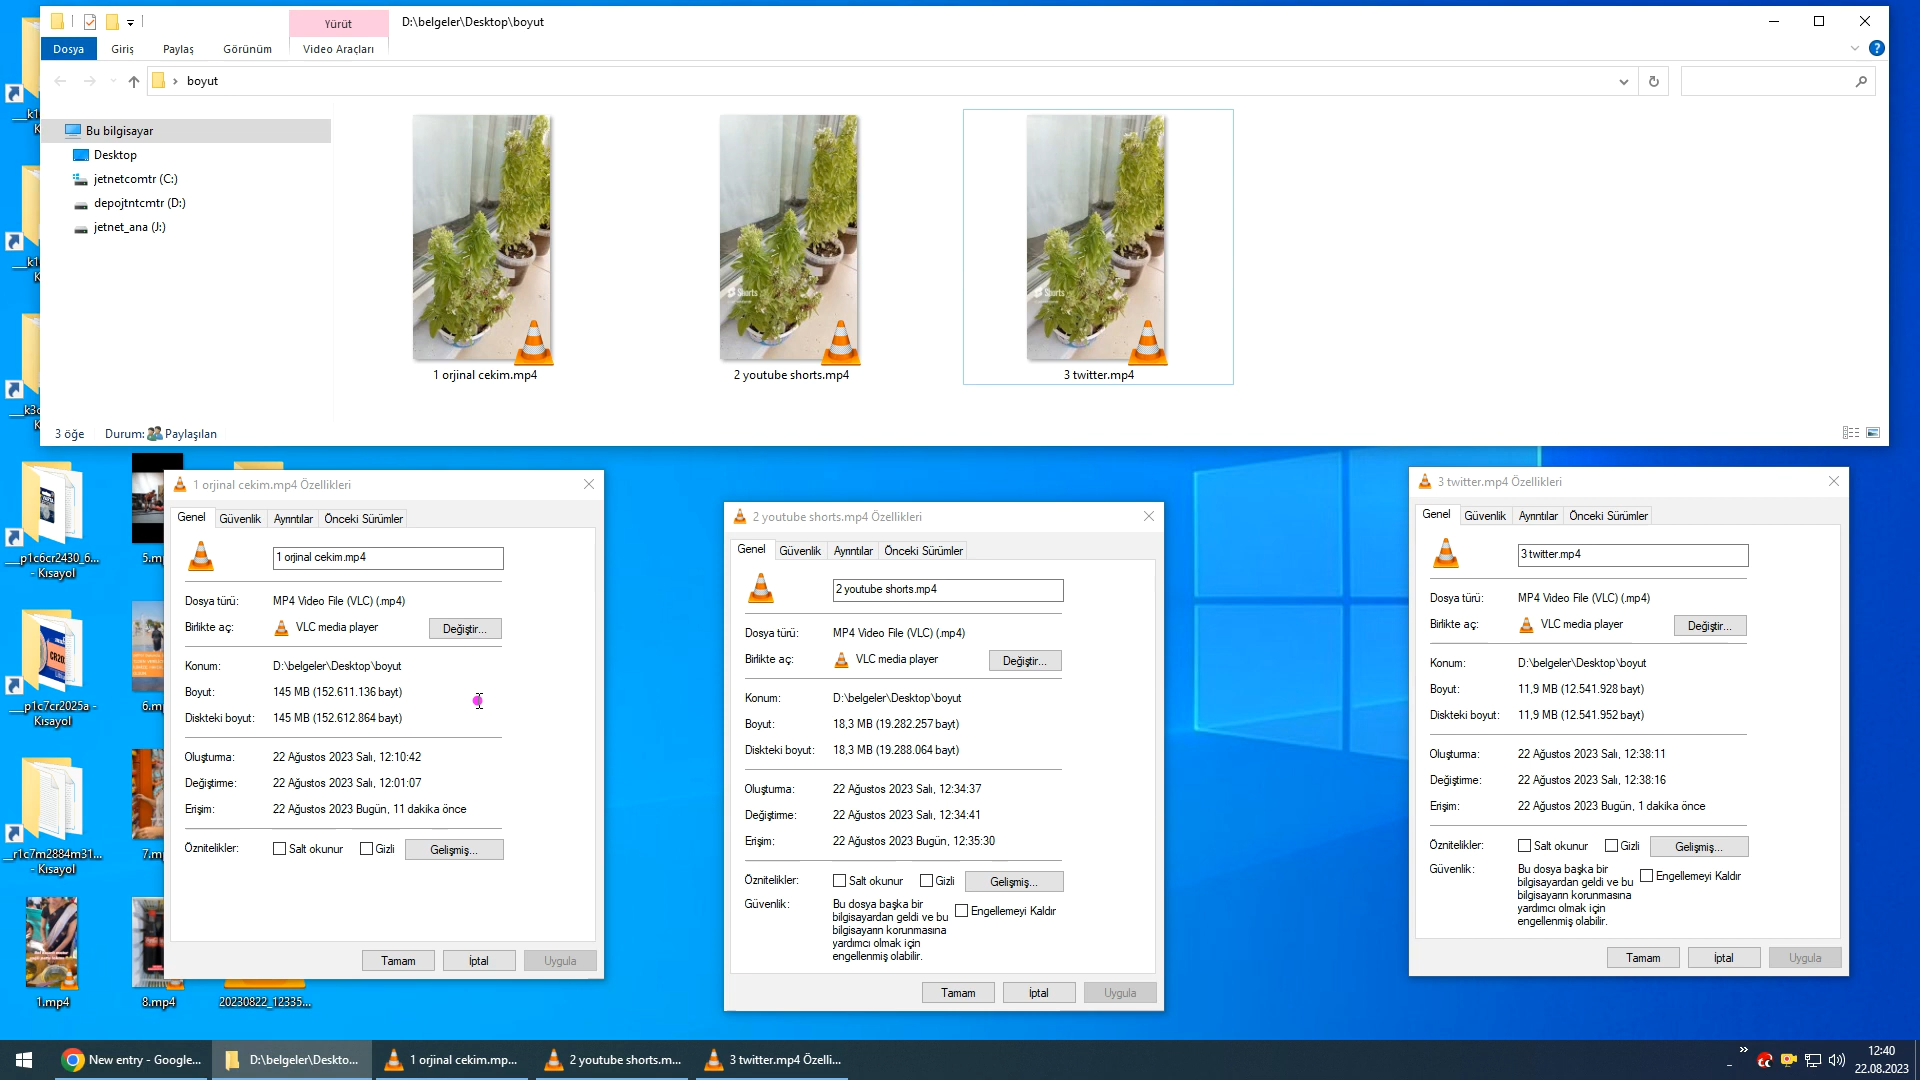 Yürüt
D:\belgeler\Desktop\boyut
Dosya
Giriş
Paylaş
Görünüm
Video Araçları
boyut
Bu bilgisayar
Desktop
jetnetcomtr (C:)
depojtntcmtr (D:)
jetnet_ana (J:)
Shorts
Shorts
1 orjinal cekim.mp4
2 youtube shorts.mp4
3 twitter.mp4
3 öğe
Durum:
Paylaşılan
1 orjinal cekim.mp4 Özellikleri
Genel
Güvenlik
Ayrıntılar
Önceki Sürümler
1 orjinal cekim.mp4
Dosya türü:
MP4 Video File (VLC) (.mp4)
Birlikte aç:
VLC media player
Değiştir...
Konum:
D:\belgeler\Desktop\boyut
Boyut:
145 MB (152.611.136 bayt)
Diskteki boyut:
145 MB (152.612.864 bayt)
Oluşturma:
22 Ağustos 2023 Salı, 12:10:42
Değiştirme:
22 Ağustos 2023 Salı, 12:01:07
Erişim:
22 Ağustos 2023 Bugün, 11 dakika önce
Öznitelikler:
Salt okunur
Gizli
Gelişmiş...
Tamam
İptal
Uygula
2 youtube shorts.mp4 Özellikleri
Genel
Güvenlik
Ayrıntılar
Önceki Sürümler
2 youtube shorts.mp4
Dosya türü:
MP4 Video File (VLC) (.mp4)
Birlikte aç:
VLC media player
Değiştir...
Konum:
D:\belgeler\Desktop\boyut
Boyut:
18,3 MB (19.282.257 bayt)
Diskteki boyut:
18,3 MB (19.288.064 bayt)
Oluşturma:
22 Ağustos 2023 Salı, 12:34:37
Değiştirme:
22 Ağustos 2023 Salı, 12:34:41
Erişim:
22 Ağustos 2023 Bugün, 12:35:30
Öznitelikler:
Salt okunur
Gizli
Gelişmiş...
Güvenlik:
Bu dosya başka bir
bilgisayardan geldi ve bu
bilgisayarın korunmasına
yardımcı olmak için
engellenmiş olabilir.
Engellemeyi Kaldır
Tamam
İptal
Uygula
3 twitter.mp4 Özellikleri
Genel
Güvenlik
Ayrıntılar
Önceki Sürümler
3 twitter.mp4
Dosya türü:
MP4 Video File (VLC) (.mp4)
Birlikte aç:
VLC media player
Değiştir...
Konum:
D:\belgeler\Desktop\boyut
Boyut:
11,9 MB (12.541.928 bayt)
Diskteki boyut:
11,9 MB (12.541.952 bayt)
Oluşturma:
22 Ağustos 2023 Salı, 12:38:11
Değiştirme:
22 Ağustos 2023 Salı, 12:38:16
Erişim:
22 Ağustos 2023 Bugün, 1 dakika önce
Öznitelikler:
Salt okunur
Gizli
Gelişmiş...
Güvenlik:
Bu dosya başka bir
bilgisayardan geldi ve bu
bilgisayarın korunmasına
yardımcı olmak için
engellenmiş olabilir.
Engellemeyi Kaldır
Tamam
İptal
Uygula
__p1c6cr2430_6...
- Kısayol
__p1c7cr2025a -
Kısayol
__r1c7m2884m31...
- Kısayol
1.mp4
8.mp4
20230822_12335...
New entry - Google...
D:\belgeler\Deskto...
1 orjinal cekim.mp...
2 youtube shorts.m...
3 twitter.mp4 Özelli...
12:40
22.08.2023